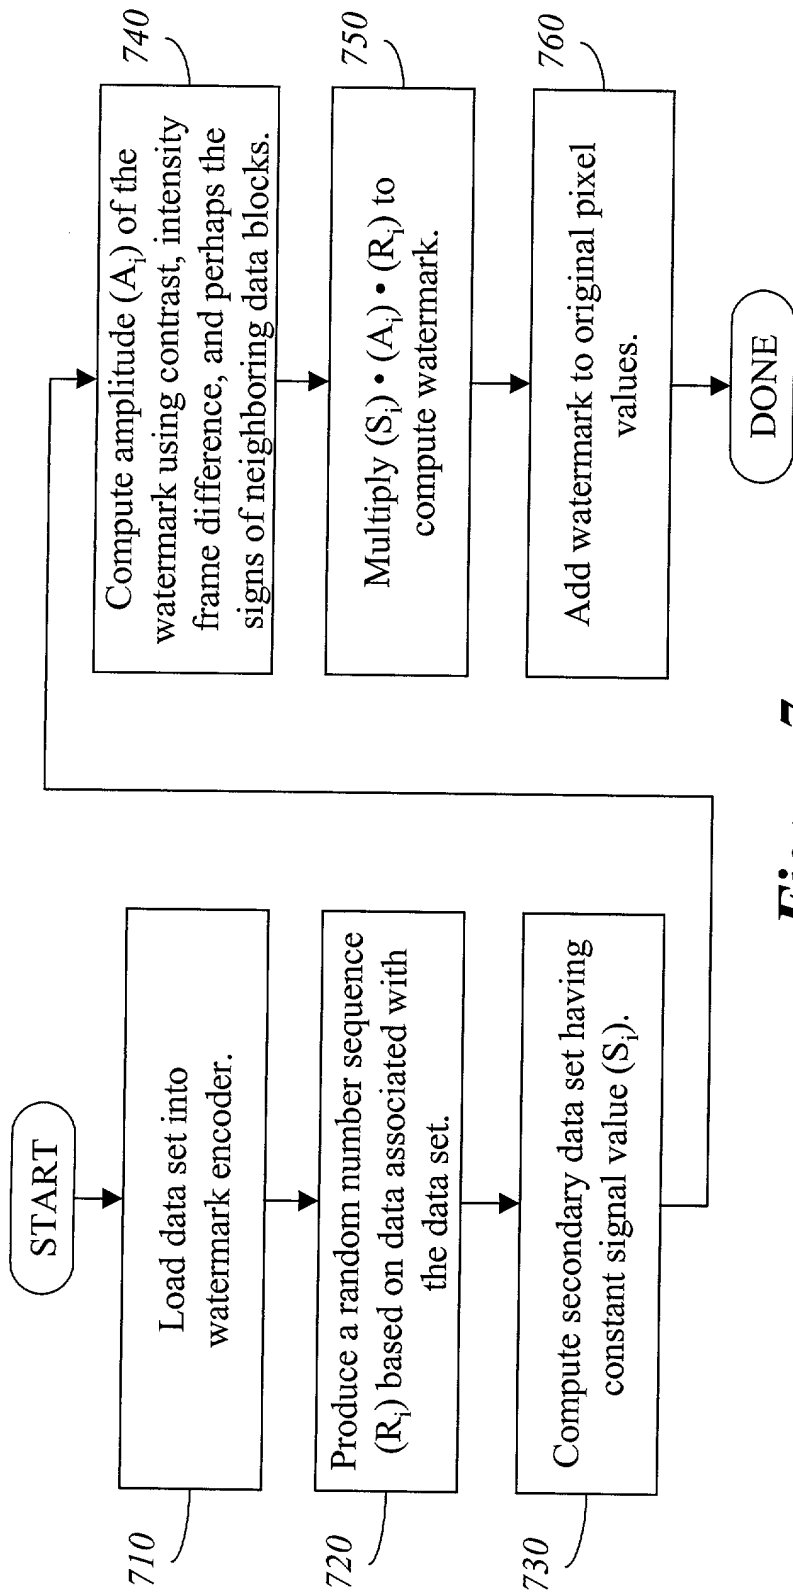 START
Load data set into
watermark encoder.
710
Produce a random number sequence
(Rᵢ) based on data associated with
the data set.
720
Compute secondary data set having
constant signal value (Sᵢ).
730
740
Compute amplitude (Aᵢ) of the
watermark using contrast, intensity
frame difference, and perhaps the
signs of neighboring data blocks.
750
Multiply (Sᵢ) • (Aᵢ) • (Rᵢ) to
compute watermark.
760
Add watermark to original pixel
values.
DONE